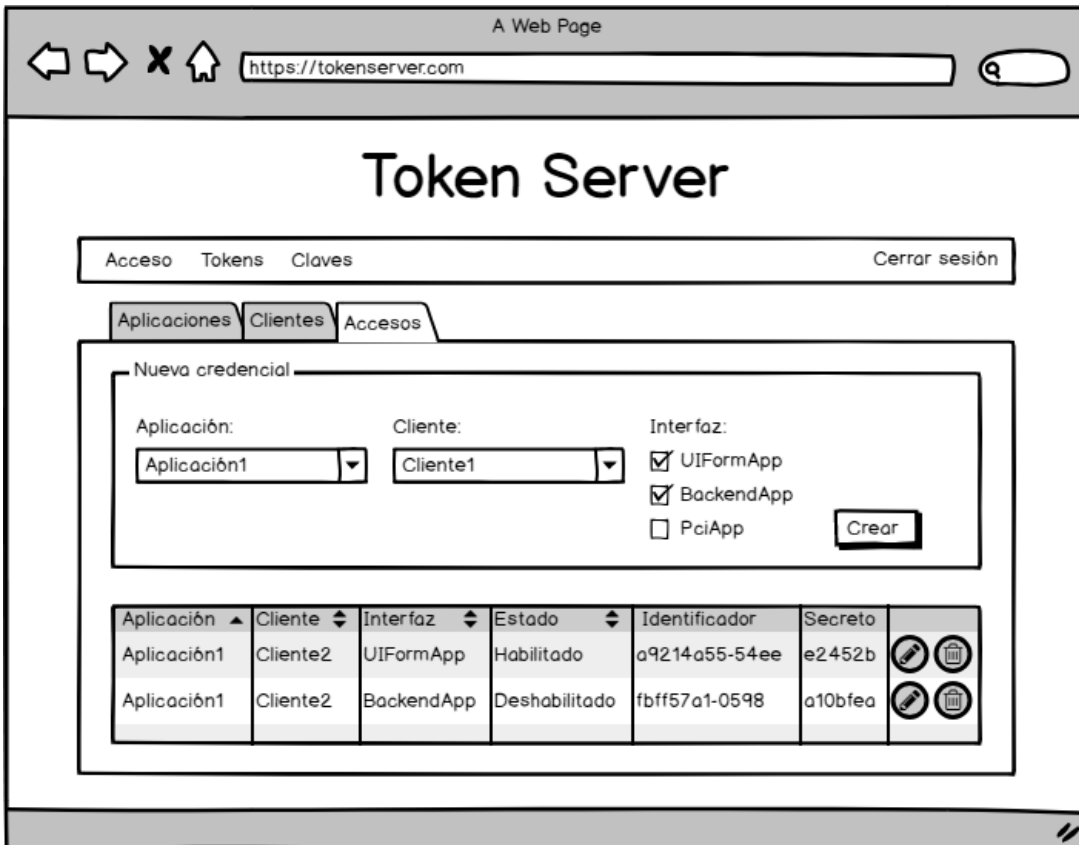 A Web Page
https://tokenserver.com
Token Server
Acceso Tokens Claves Cerrar sesión
Aplicaciones Clientes Accesos
Nueva credencial
Aplicación: Cliente: Interfaz:
Aplicación1 Cliente1 UIFormApp
BackendApp
PciApp Crear
Aplicación Cliente Interfaz Estado Identificador Secreto
Aplicación1 Cliente2 UIFormApp Habilitado a9214a55-54ee e2452b
Aplicación1 Cliente2 BackendApp Deshabilitado fbff57a1-0598 a10bfea